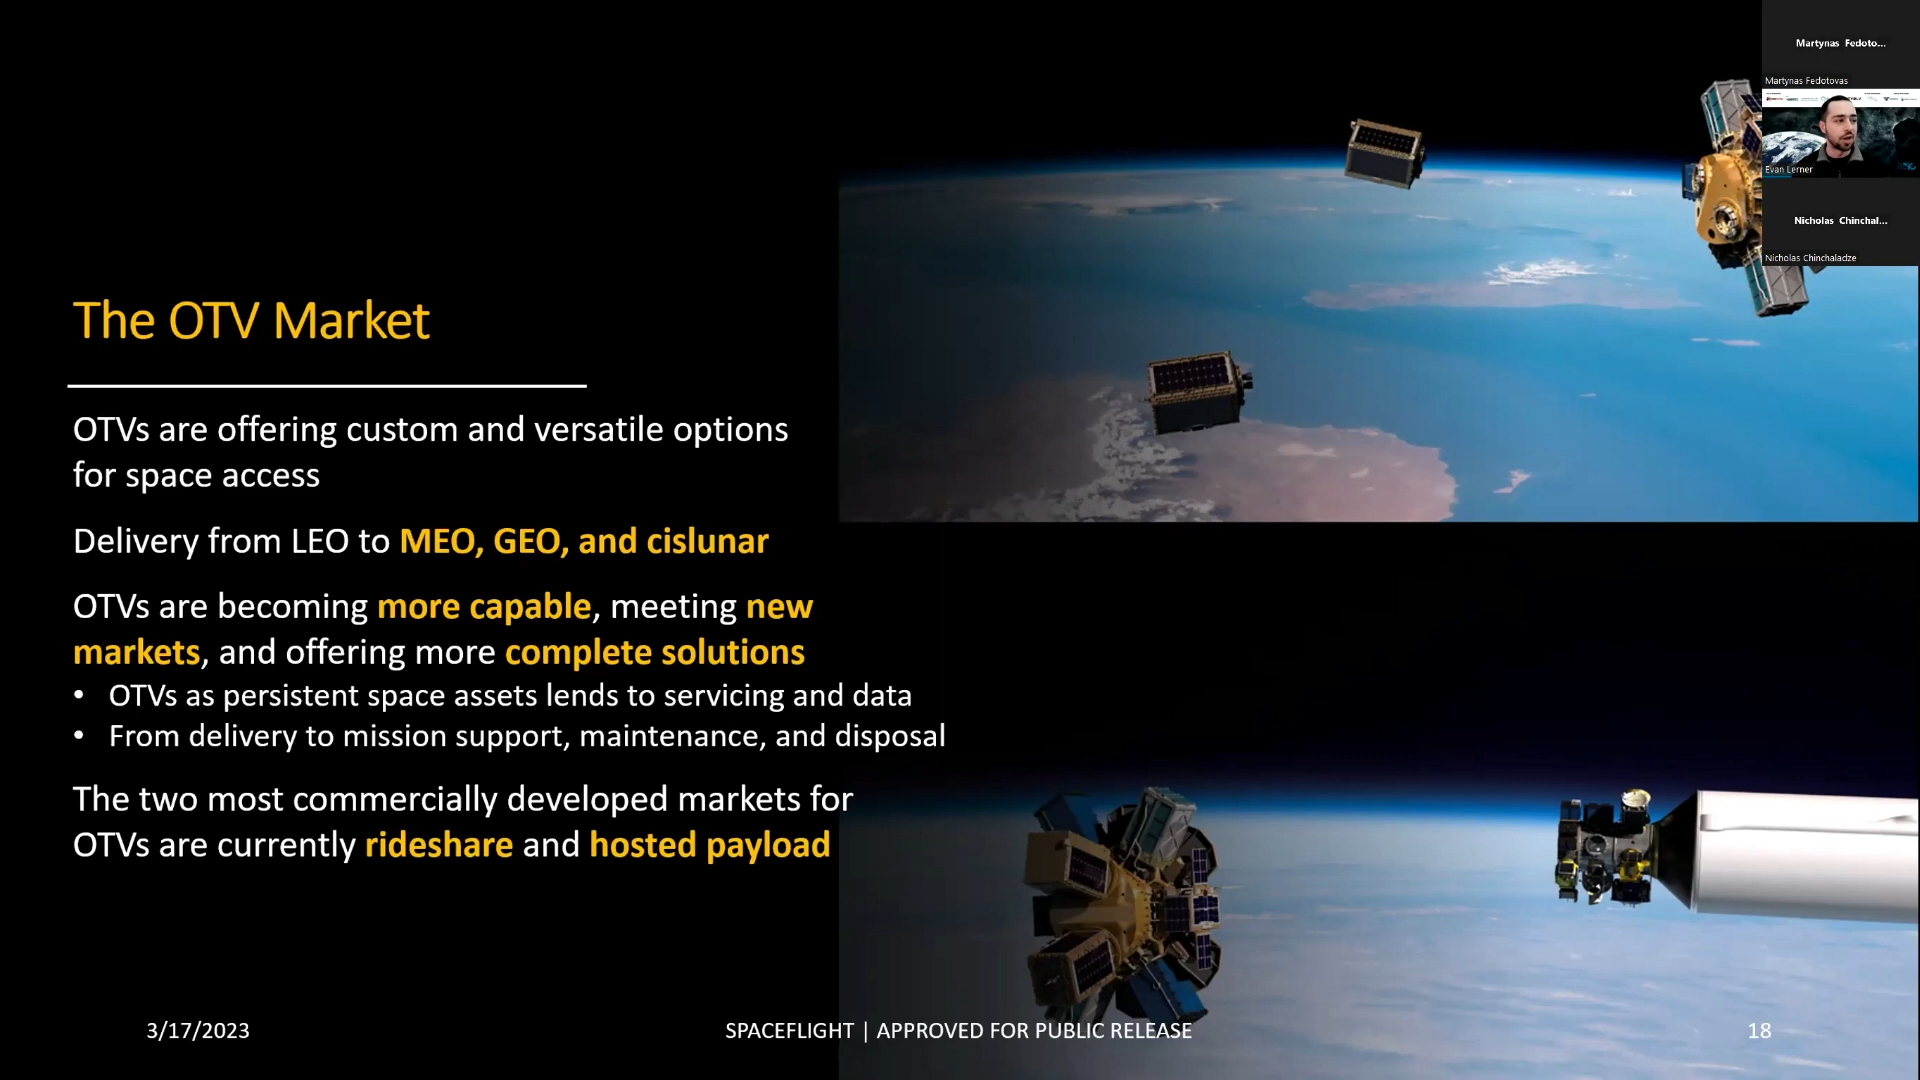 The OTV Market
OTVs are offering custom and versatile options
for space access
Delivery from LEO to MEO, GEO, and cislunar
OTVs are becoming more capable, meeting new
markets, and offering more complete solutions
• OTVs as persistent space assets lends to servicing and data
• From delivery to mission support, maintenance, and disposal
The two most commercially developed markets for
OTVs are currently rideshare and hosted payload
3/17/2023
SPACEFLIGHT | APPROVED FOR PUBLIC RELEASE
18
Martynas Fedoto...
Martynas Fedotovas
Evan Lerner
Nicholas Chinchal...
Nicholas Chinchaladze